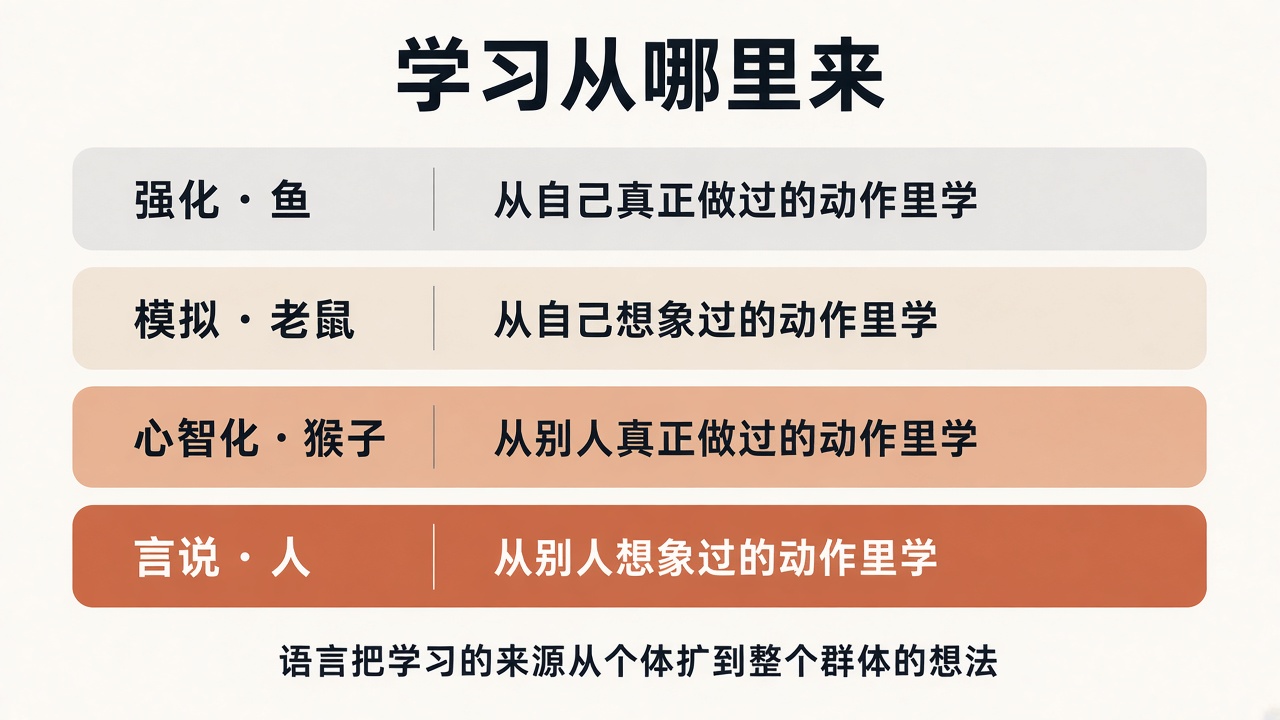 学习从哪里来
强化·鱼
从自己真正做过的动作里学
模拟·老鼠
从自己想象过的动作里学
心智化·猴子
从别人真正做过的动作里学
言说·人
从别人想象过的动作里学
语言把学习的来源从个体扩到整个群体的想法